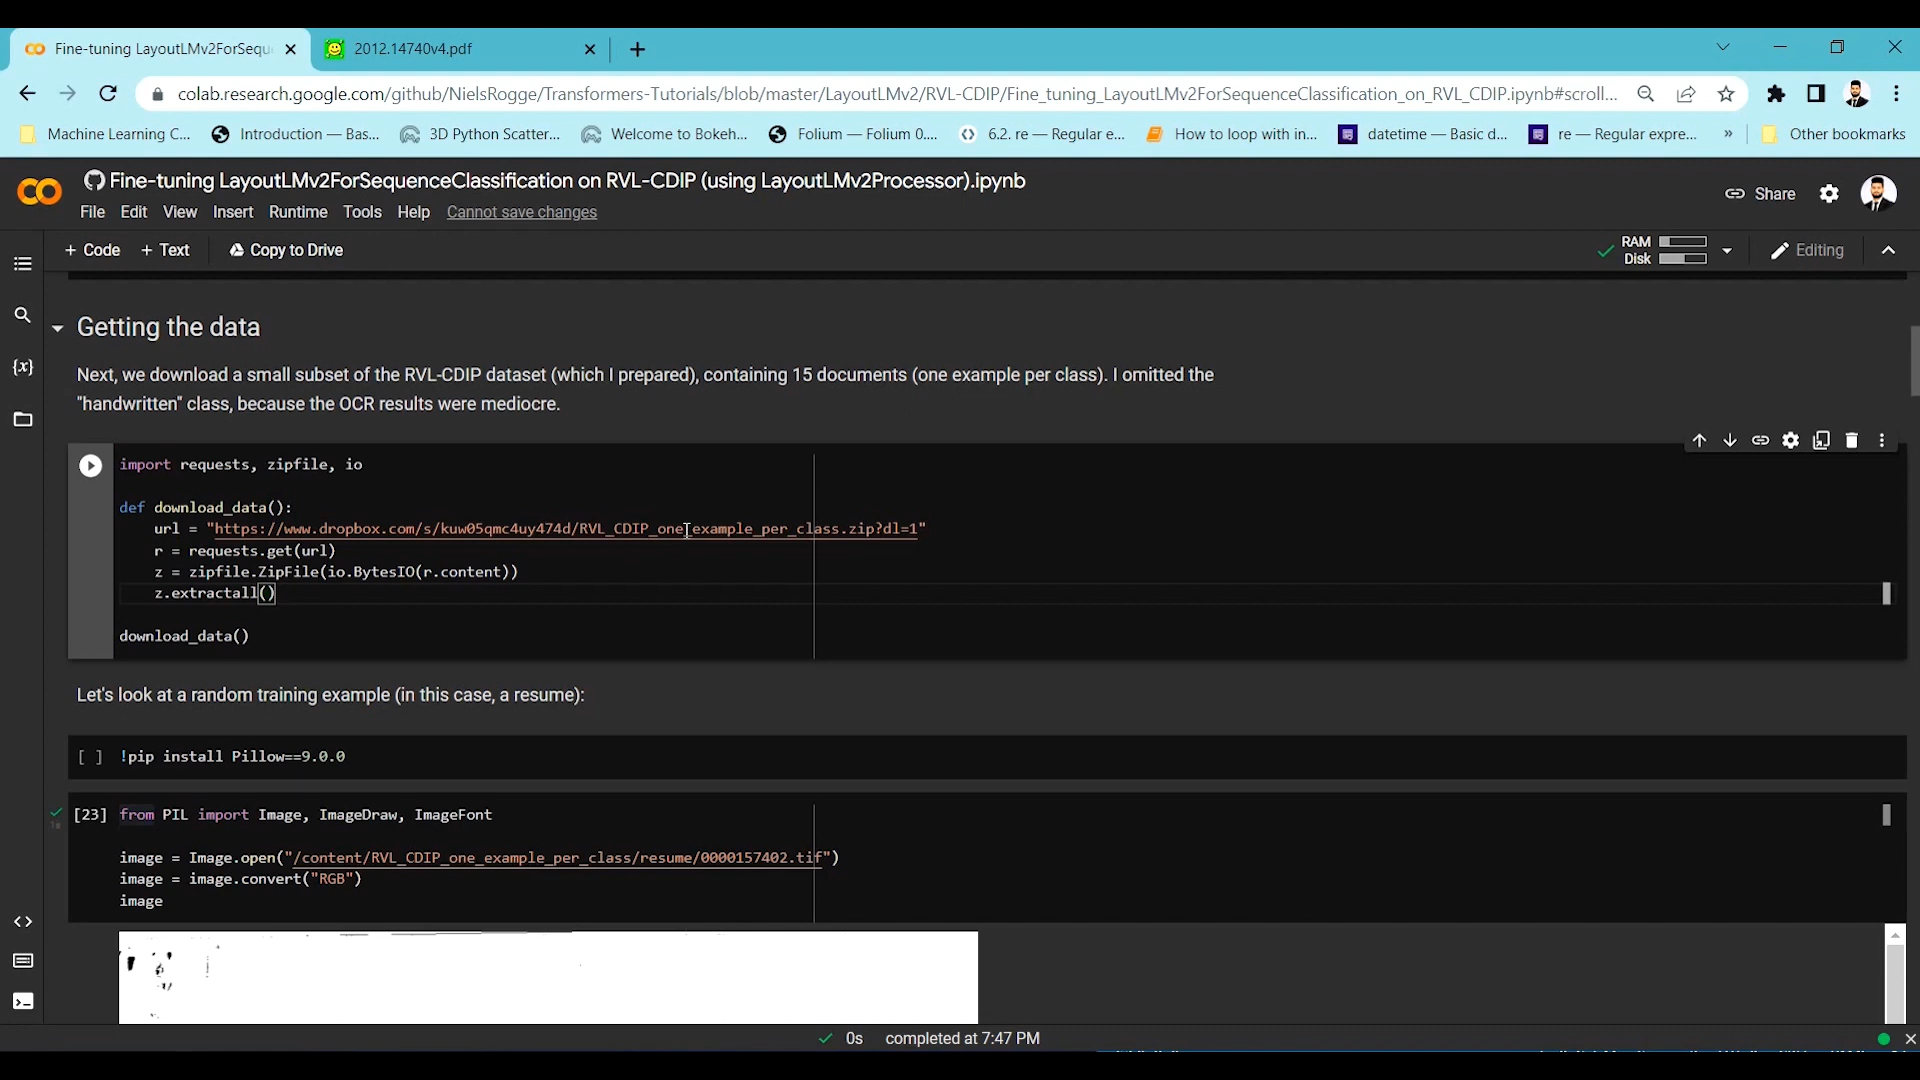 Fine-tuning LayoutLMv2ForSequ
2012.14740v4.pdf
colab.research.google.com/github/NielsRogge/Transformers-Tutorials/blob/master/LayoutLMv2/RVL-CDIP/Fine_tuning_LayoutLMv2ForSequenceClassification_on_RVL_CDIP.ipynb#scroll...
Machine Learning C... Introduction — Bas... 3D Python Scatter... Welcome to Bokeh... Folium — Folium 0.... 6.2. re — Regular e... How to loop with in... datetime — Basic d... re — Regular expre... » Other bookmarks
Fine-tuning LayoutLMv2ForSequenceClassification on RVL-CDIP (using LayoutLMv2Processor).ipynb
Share
File Edit View Insert Runtime Tools Help Cannot save changes
+ Code + Text Copy to Drive
RAM
Disk
Editing
Getting the data
Next, we download a small subset of the RVL-CDIP dataset (which I prepared), containing 15 documents (one example per class). I omitted the
"handwritten" class, because the OCR results were mediocre.
import requests, zipfile, io
def download_data():
url = "https://www.dropbox.com/s/kuw05qmc4uy474d/RVL_CDIP_one_example_per_class.zip?dl=1"
r = requests.get(url)
z = zipfile.ZipFile(io.BytesIO(r.content))
z.extractall()
download_data()
Let's look at a random training example (in this case, a resume):
[ ] !pip install Pillow==9.0.0
[23] from PIL import Image, ImageDraw, ImageFont
image = Image.open("/content/RVL_CDIP_one_example_per_class/resume/0000157402.tif")
image = image.convert("RGB")
image
0s completed at 7:47 PM